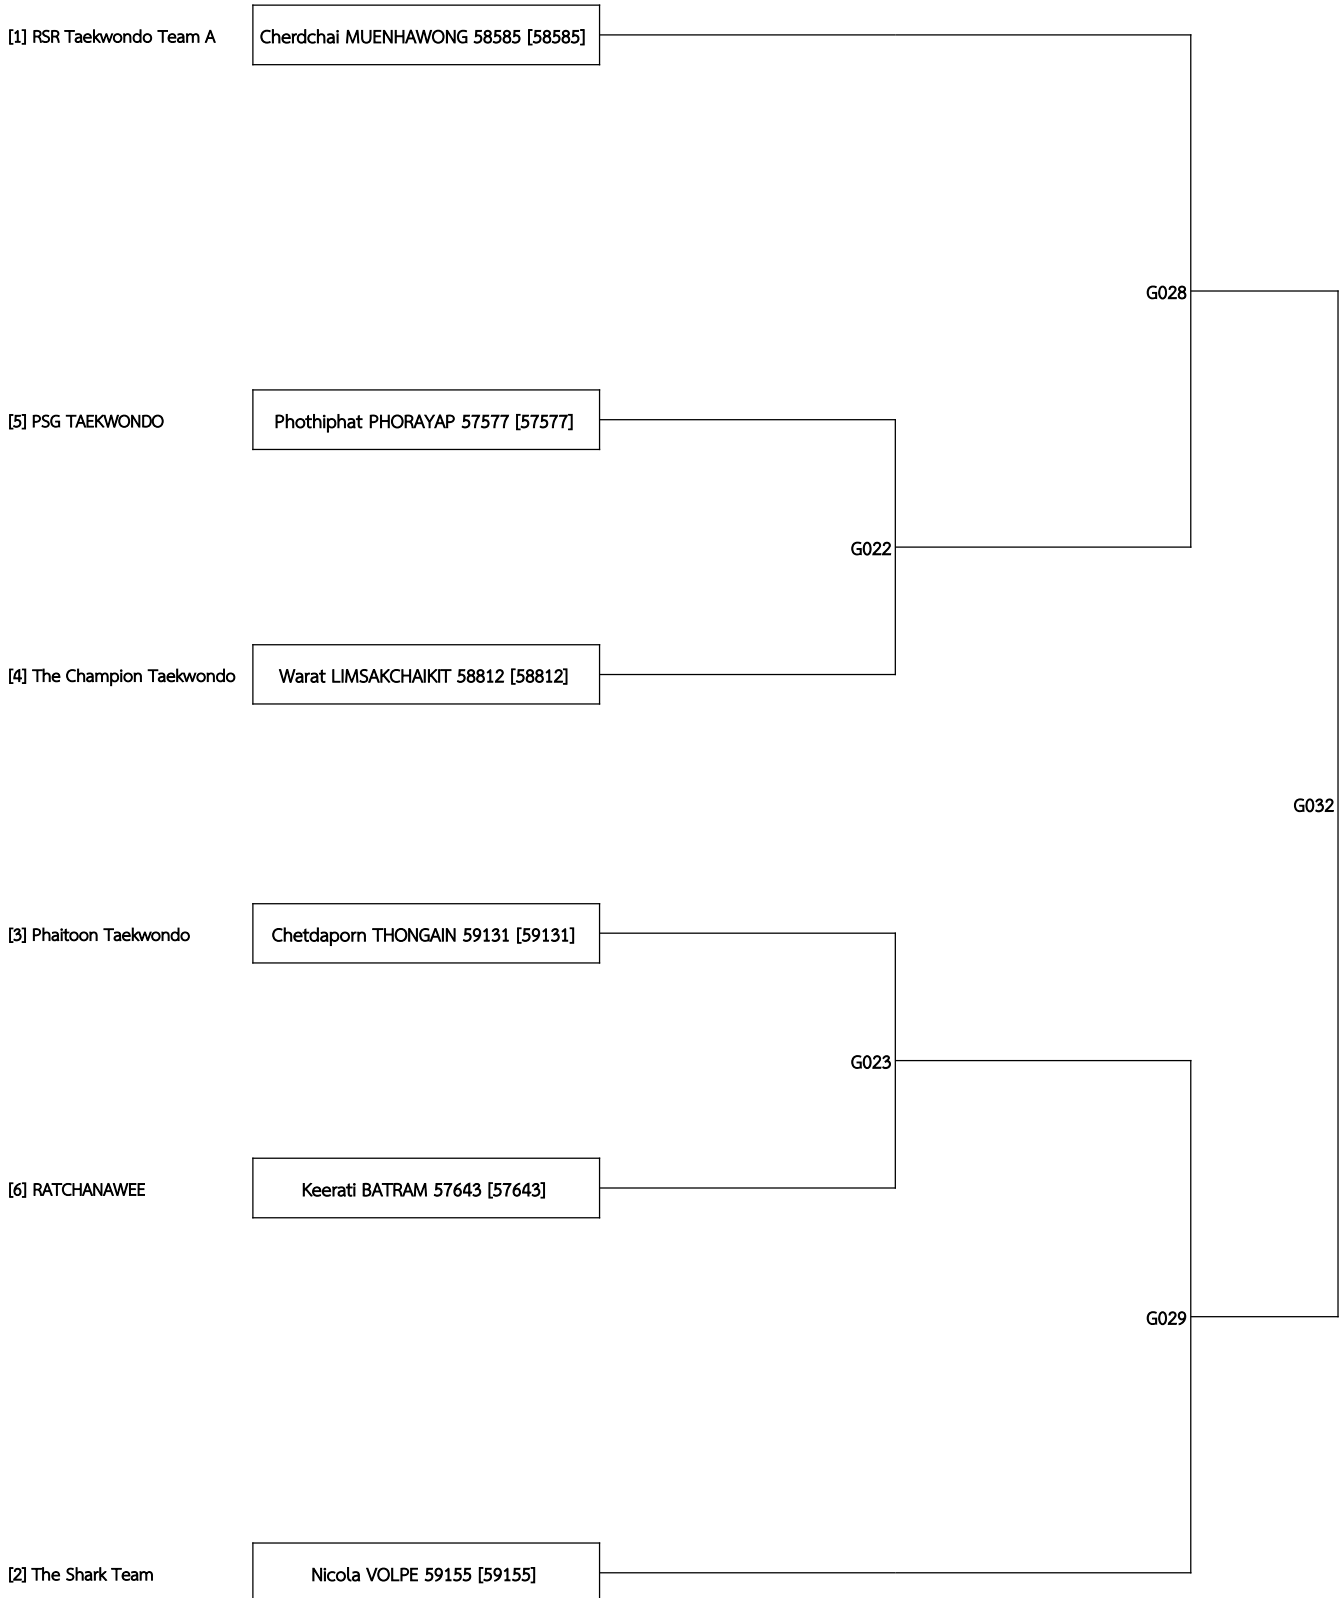 [1] RSR Taekwondo Team A
Cherdchai MUENHAWONG 58585 [58585]
G028
[5] PSG TAEKWONDO
Phothiphat PHORAYAP 57577 [57577]
G022
[4] The Champion Taekwondo
Warat LIMSAKCHAIKIT 58812 [58812]
G032
[3] Phaitoon Taekwondo
Chetdaporn THONGAIN 59131 [59131]
G023
[6] RATCHANAWEE
Keerati BATRAM 57643 [57643]
G029
[2] The Shark Team
Nicola VOLPE 59155 [59155]